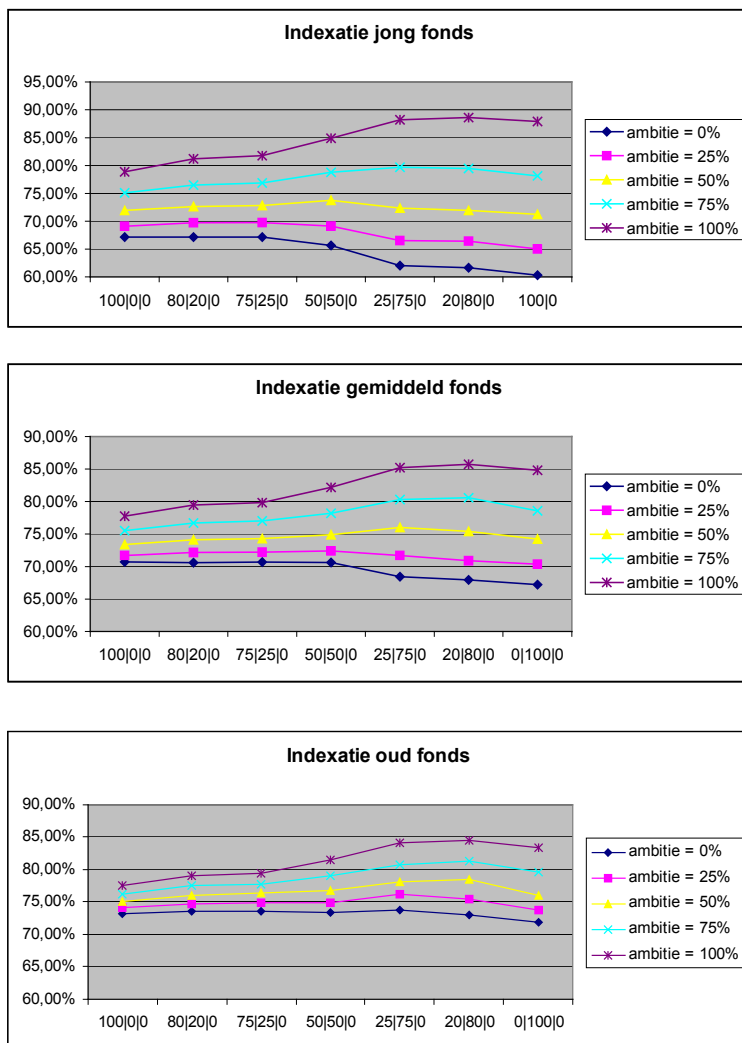 Indexatie jong fonds
95,00%
90,00%
85,00%
80,00%
75,00%
70,00%
65,00%
60,00%
100|0|0 80|20|0 75|25|0 50|50|0 25|75|0 20|80|0 100|0
ambitie = 0%
ambitie = 25%
ambitie = 50%
ambitie = 75%
ambitie = 100%
Indexatie gemiddeld fonds
90,00%
85,00%
80,00%
75,00%
70,00%
65,00%
60,00%
100|0|0 80|20|0 75|25|0 50|50|0 25|75|0 20|80|0 0|100|0
ambitie = 0%
ambitie = 25%
ambitie = 50%
ambitie = 75%
ambitie = 100%
Indexatie oud fonds
90,00%
85,00%
80,00%
75,00%
70,00%
65,00%
60,00%
100|0|0 80|20|0 75|25|0 50|50|0 25|75|0 20|80|0 0|100|0
ambitie = 0%
ambitie = 25%
ambitie = 50%
ambitie = 75%
ambitie = 100%